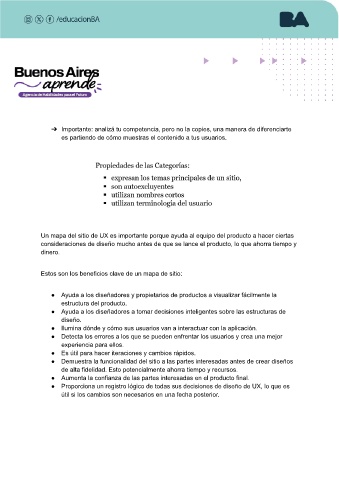 /educacionBA
BA
Buenos Aires
aprende
Agencia de Habilidades para el Futuro
➔ Importante: analizá tu competencia, pero no la copies, una manera de diferenciarte
es partiendo de cómo muestras el contenido a tus usuarios.
Propiedades de las Categorías:
▪ expresan los temas principales de un sitio,
▪ son autoexcluyentes
▪ utilizan nombres cortos
▪ utilizan terminología del usuario
Un mapa del sitio de UX es importante porque ayuda al equipo del producto a hacer ciertas
consideraciones de diseño mucho antes de que se lance el producto, lo que ahorra tiempo y
dinero.
Estos son los beneficios clave de un mapa de sitio:
● Ayuda a los diseñadores y propietarios de productos a visualizar fácilmente la
estructura del producto.
● Ayuda a los diseñadores a tomar decisiones inteligentes sobre las estructuras de
diseño.
● Ilumina dónde y cómo sus usuarios van a interactuar con la aplicación.
● Detecta los errores a los que se pueden enfrentar los usuarios y crea una mejor
experiencia para ellos.
● Es útil para hacer iteraciones y cambios rápidos.
● Demuestra la funcionalidad del sitio a las partes interesadas antes de crear diseños
de alta fidelidad. Esto potencialmente ahorra tiempo y recursos.
● Aumenta la confianza de las partes interesadas en el producto final.
● Proporciona un registro lógico de todas sus decisiones de diseño de UX, lo que es
útil si los cambios son necesarios en una fecha posterior.